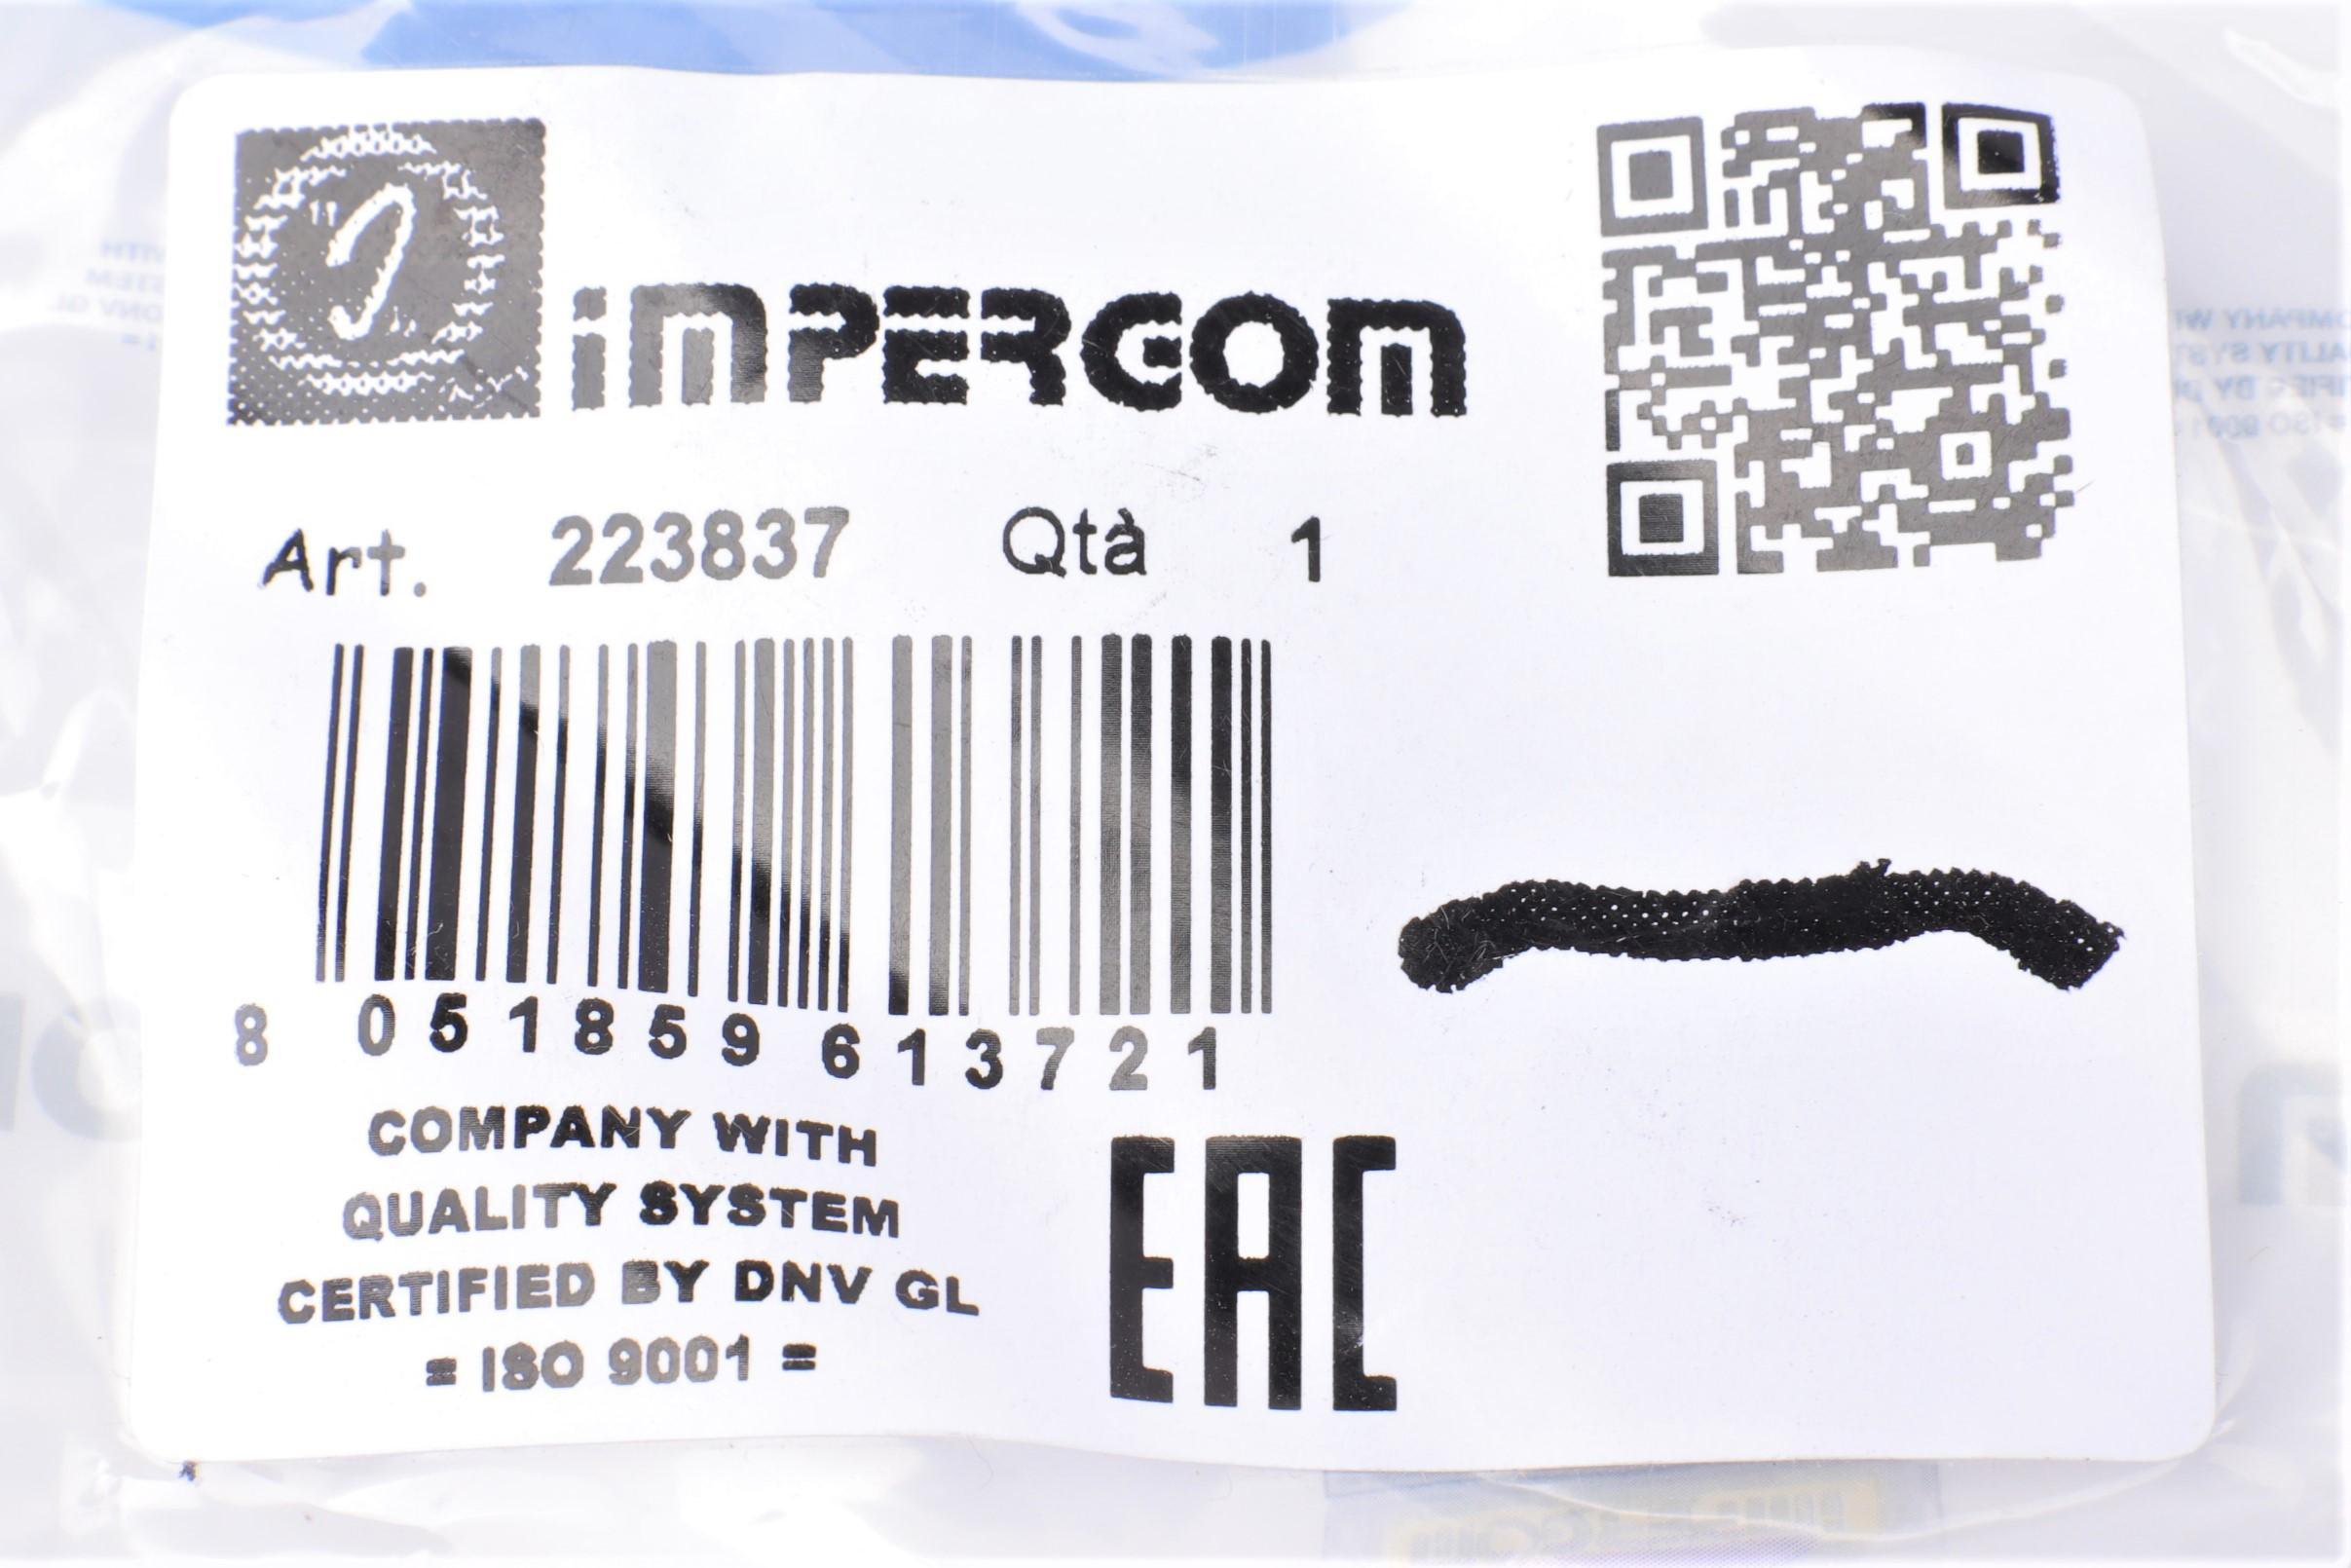 IMPERGOM
Art. 223837 Qtà 1
8 051859 613721
COMPANY WITH
QUALITY SYSTEM
CERTIFIED BY DNV GL
= ISO 9001 =
EAC